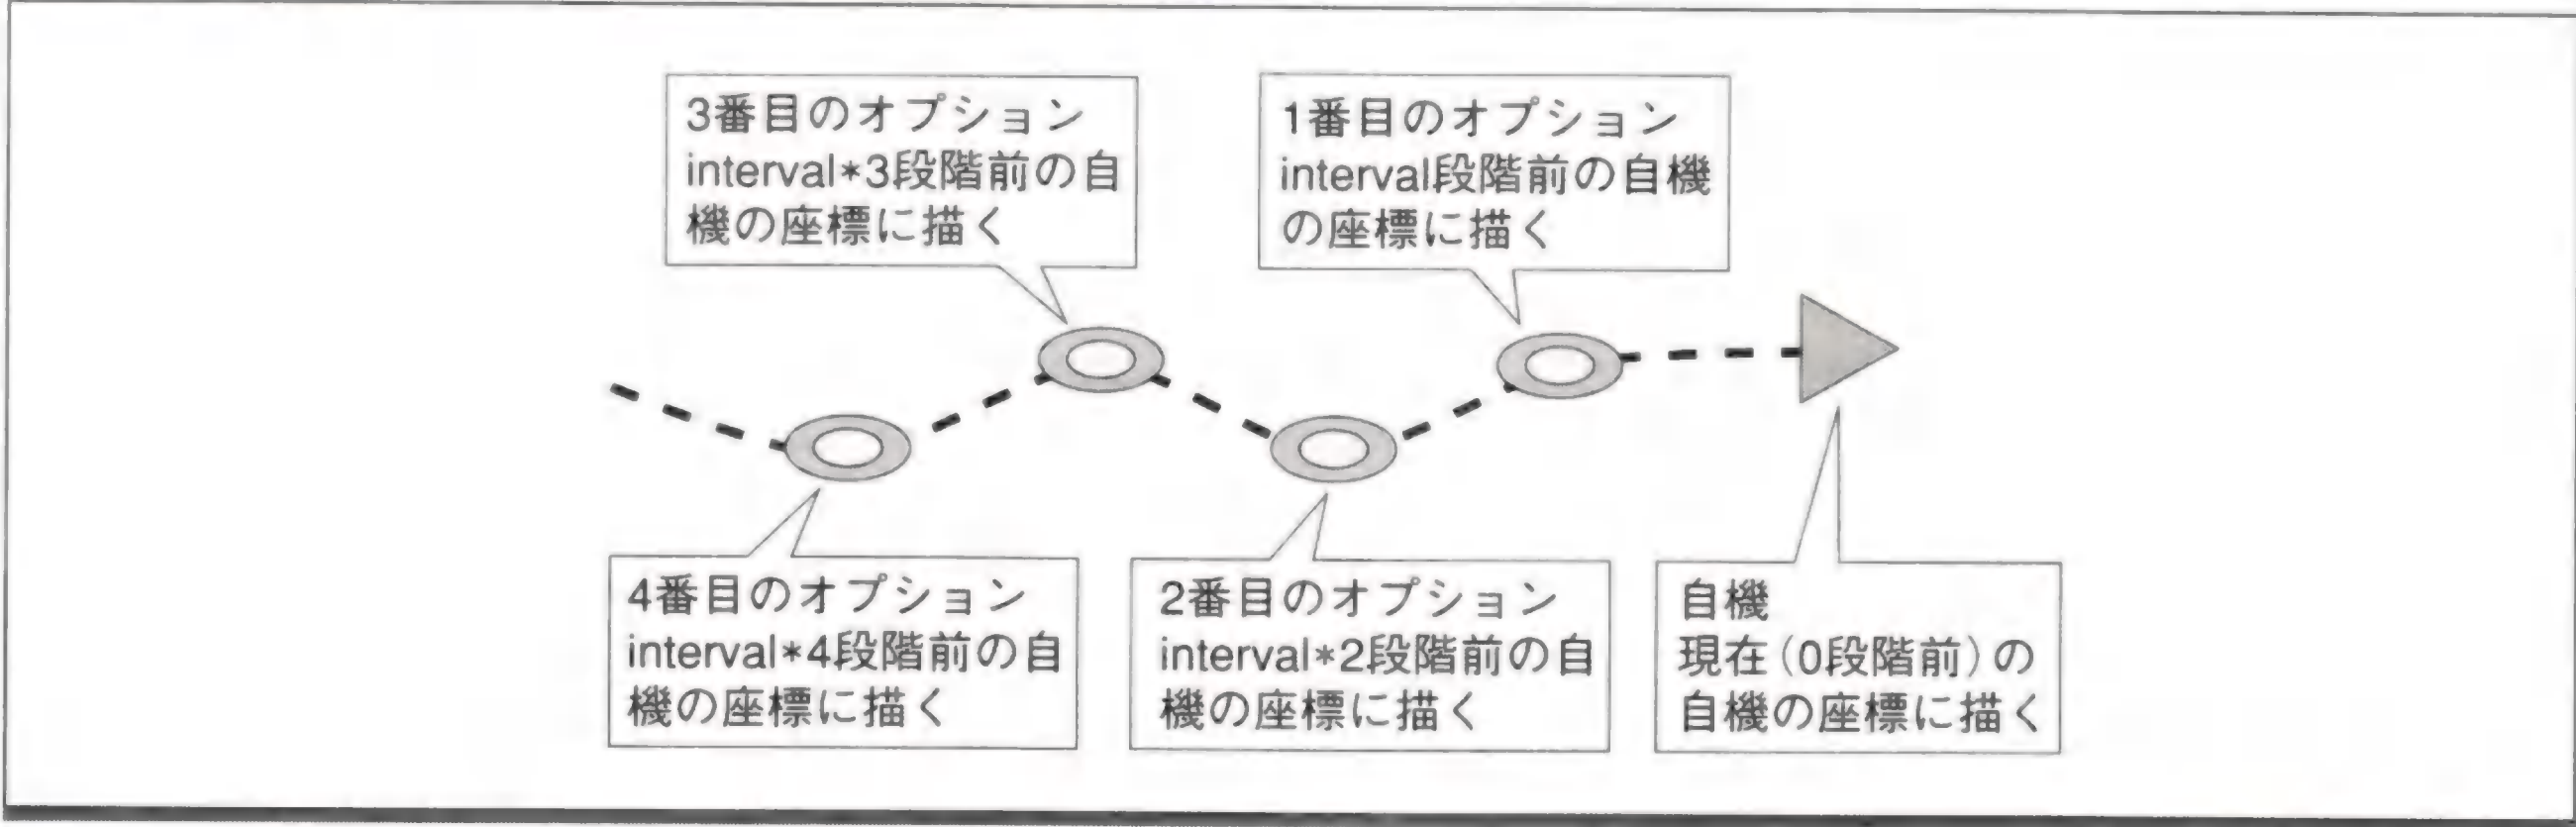 3番目のオプション
interval*3段階前の自
機の座標に描く
1番目のオプション
interval段階前の自機
の座標に描く
4番目のオプション
interval*4段階前の自
機の座標に描く
2番目のオプション
interval*2段階前の自
機の座標に描く
自機
現在(0段階前)の
自機の座標に描く